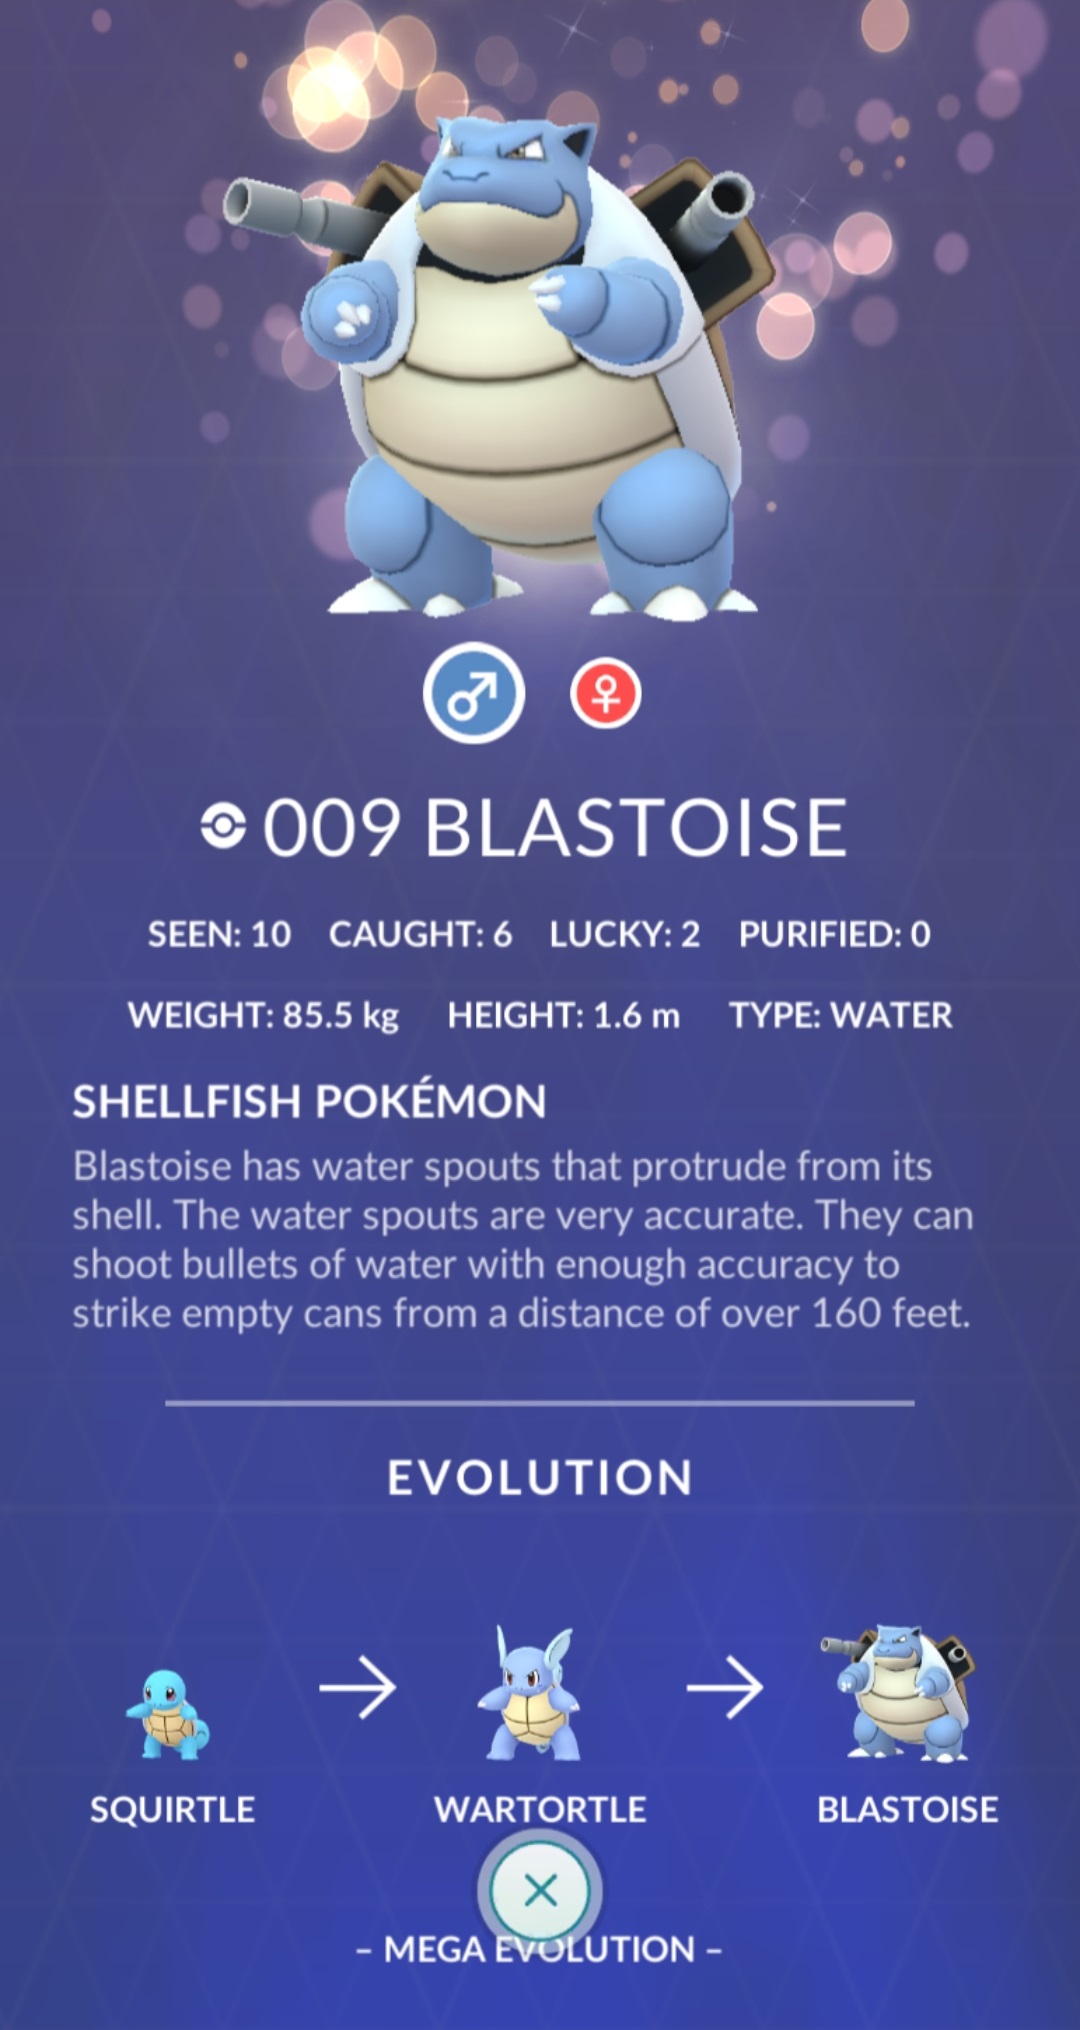 009 BLASTOISE
SEEN: 10 CAUGHT: 6 LUCKY: 2 PURIFIED: 0
WEIGHT: 85.5 kg HEIGHT: 1.6 m TYPE: WATER
SHELLFISH POKÉMON
Blastoise has water spouts that protrude from its
shell. The water spouts are very accurate. They can
shoot bullets of water with enough accuracy to
strike empty cans from a distance of over 160 feet.
EVOLUTION
SQUIRTLE WARTORTLE BLASTOISE
– MEGA EVOLUTION –